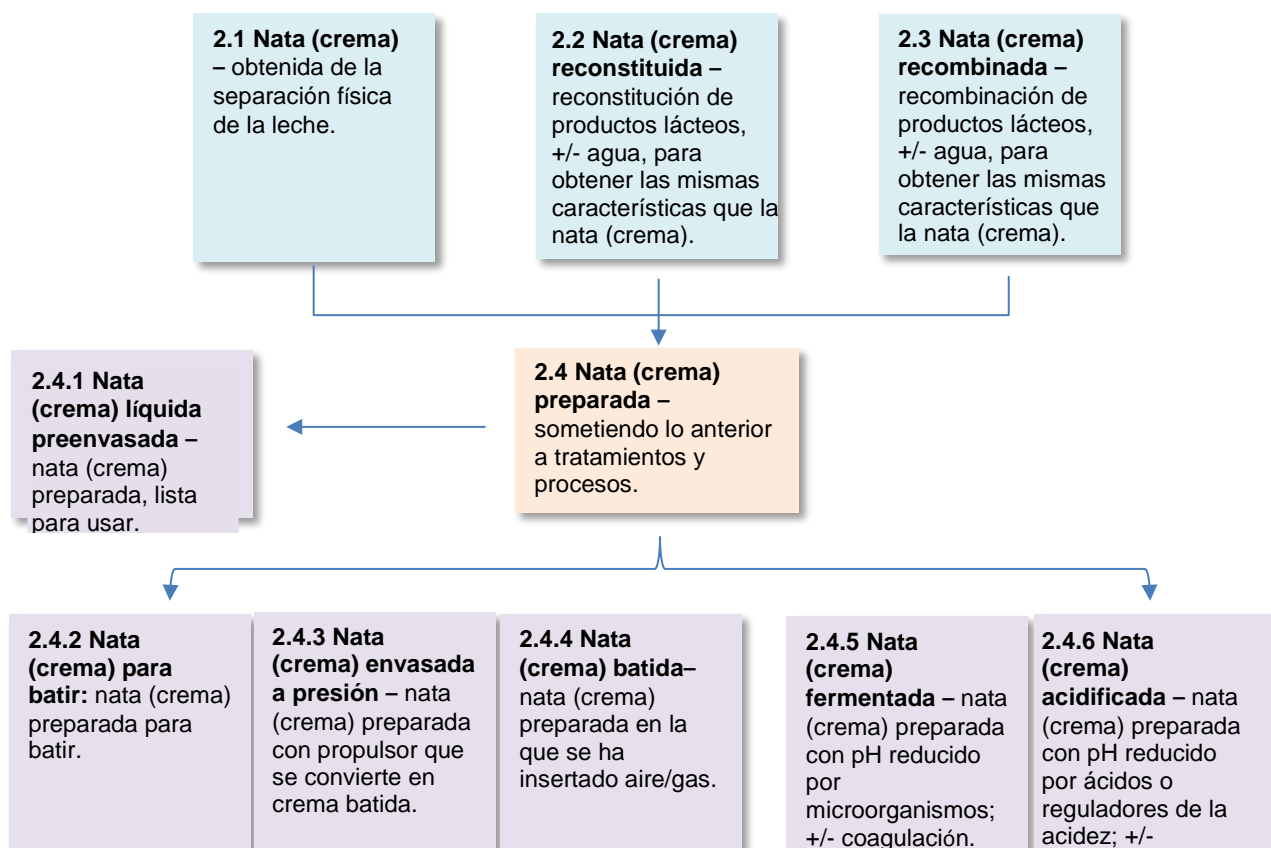 2.1 Nata (crema)
– obtenida de la
separación física
de la leche.
2.2 Nata (crema)
reconstituida –
reconstitución de
productos lácteos,
+/- agua, para
obtener las mismas
características que la
nata (crema).
2.3 Nata (crema)
recombinada –
recombinación de
productos lácteos,
+/- agua, para
obtener las mismas
características que
la nata (crema).
2.4.1 Nata
(crema) líquida
preenvasada –
nata (crema)
preparada, lista
para usar.
2.4 Nata (crema)
preparada –
sometiendo lo anterior
a tratamientos y
procesos.
2.4.2 Nata
(crema) para
batir: nata (crema)
preparada para
batir.
2.4.3 Nata
(crema) envasada
a presión – nata
(crema) preparada
con propulsor que
se convierte en
crema batida.
2.4.4 Nata
(crema) batida–
nata (crema)
preparada en la
que se ha
insertado aire/gas.
2.4.5 Nata
(crema)
fermentada – nata
(crema) preparada
con pH reducido
por
microorganismos;
+/- coagulación.
2.4.6 Nata
(crema)
acidificada – nata
(crema) preparada
con pH reducido
por ácidos o
reguladores de la
acidez; +/-